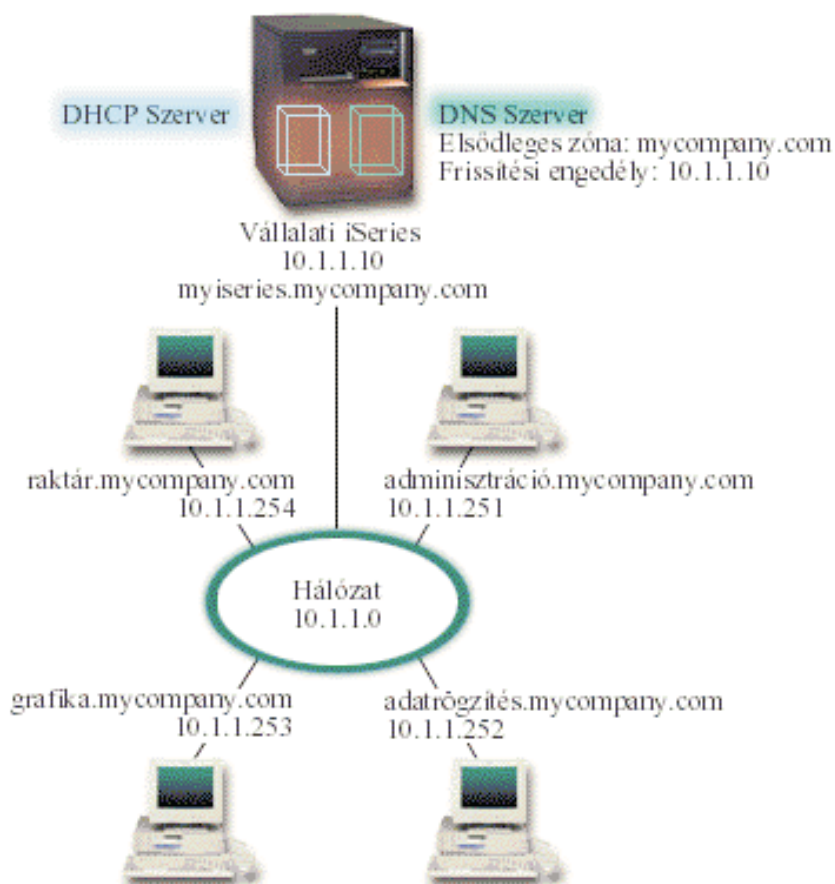 DHCP Szerver
DNS Szerver
Elsődleges zóna: mycompany.com
Frissítési engedély: 10.1.1.10
Vállalati iSeries
10.1.1.10
myiseries.mycompany.com
raktár.mycompany.com
10.1.1.254
adminisztráció.mycompany.com
10.1.1.251
Hálózat
10.1.1.0
grafika.mycompany.com
10.1.1.253
adatrögzítés.mycompany.com
10.1.1.252